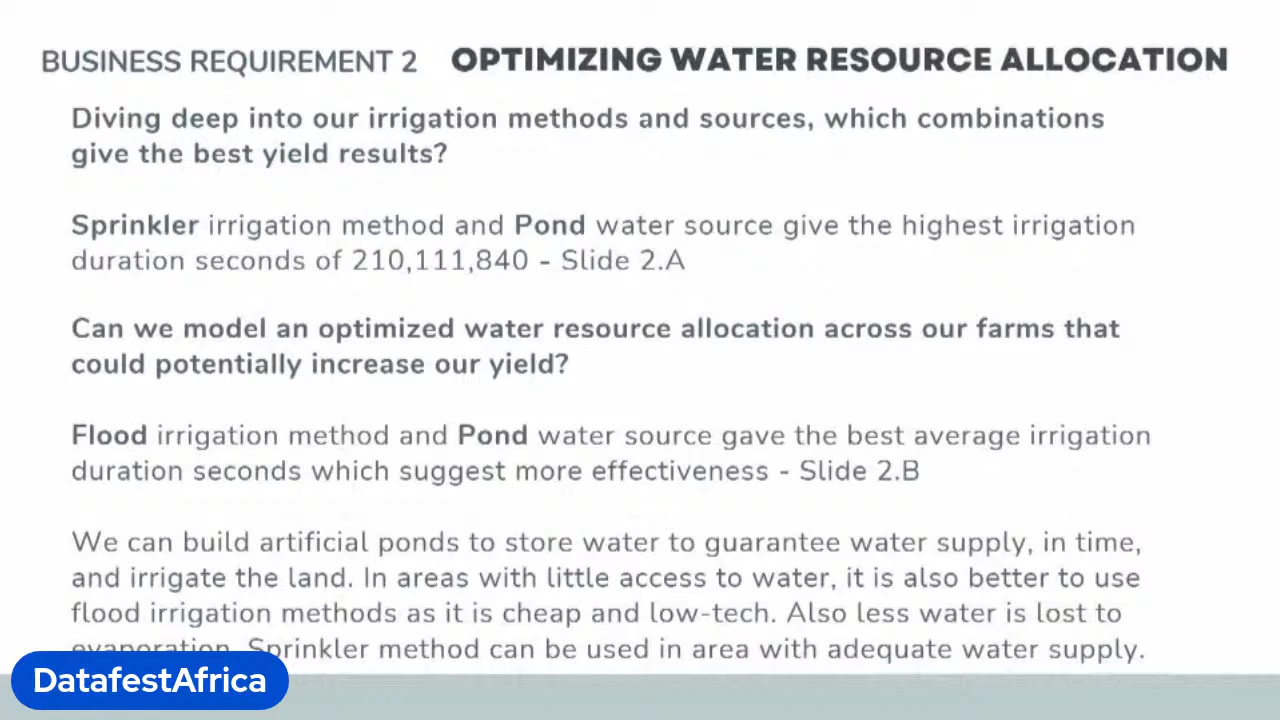 BUSINESS REQUIREMENT 2 OPTIMIZING WATER RESOURCE ALLOCATION
Diving deep into our irrigation methods and sources, which combinations
give the best yield results?
Sprinkler irrigation method and Pond water source give the highest irrigation
duration seconds of 210,111,840 - Slide 2.A
Can we model an optimized water resource allocation across our farms that
could potentially increase our yield?
Flood irrigation method and Pond water source gave the best average irrigation
duration seconds which suggest more effectiveness - Slide 2.B
We can build artificial ponds to store water to guarantee water supply, in time,
and irrigate the land. In areas with little access to water, it is also better to use
flood irrigation methods as it is cheap and low-tech. Also less water is lost to
evaporation. Sprinkler method can be used in area with adequate water supply.
DatafestAfrica